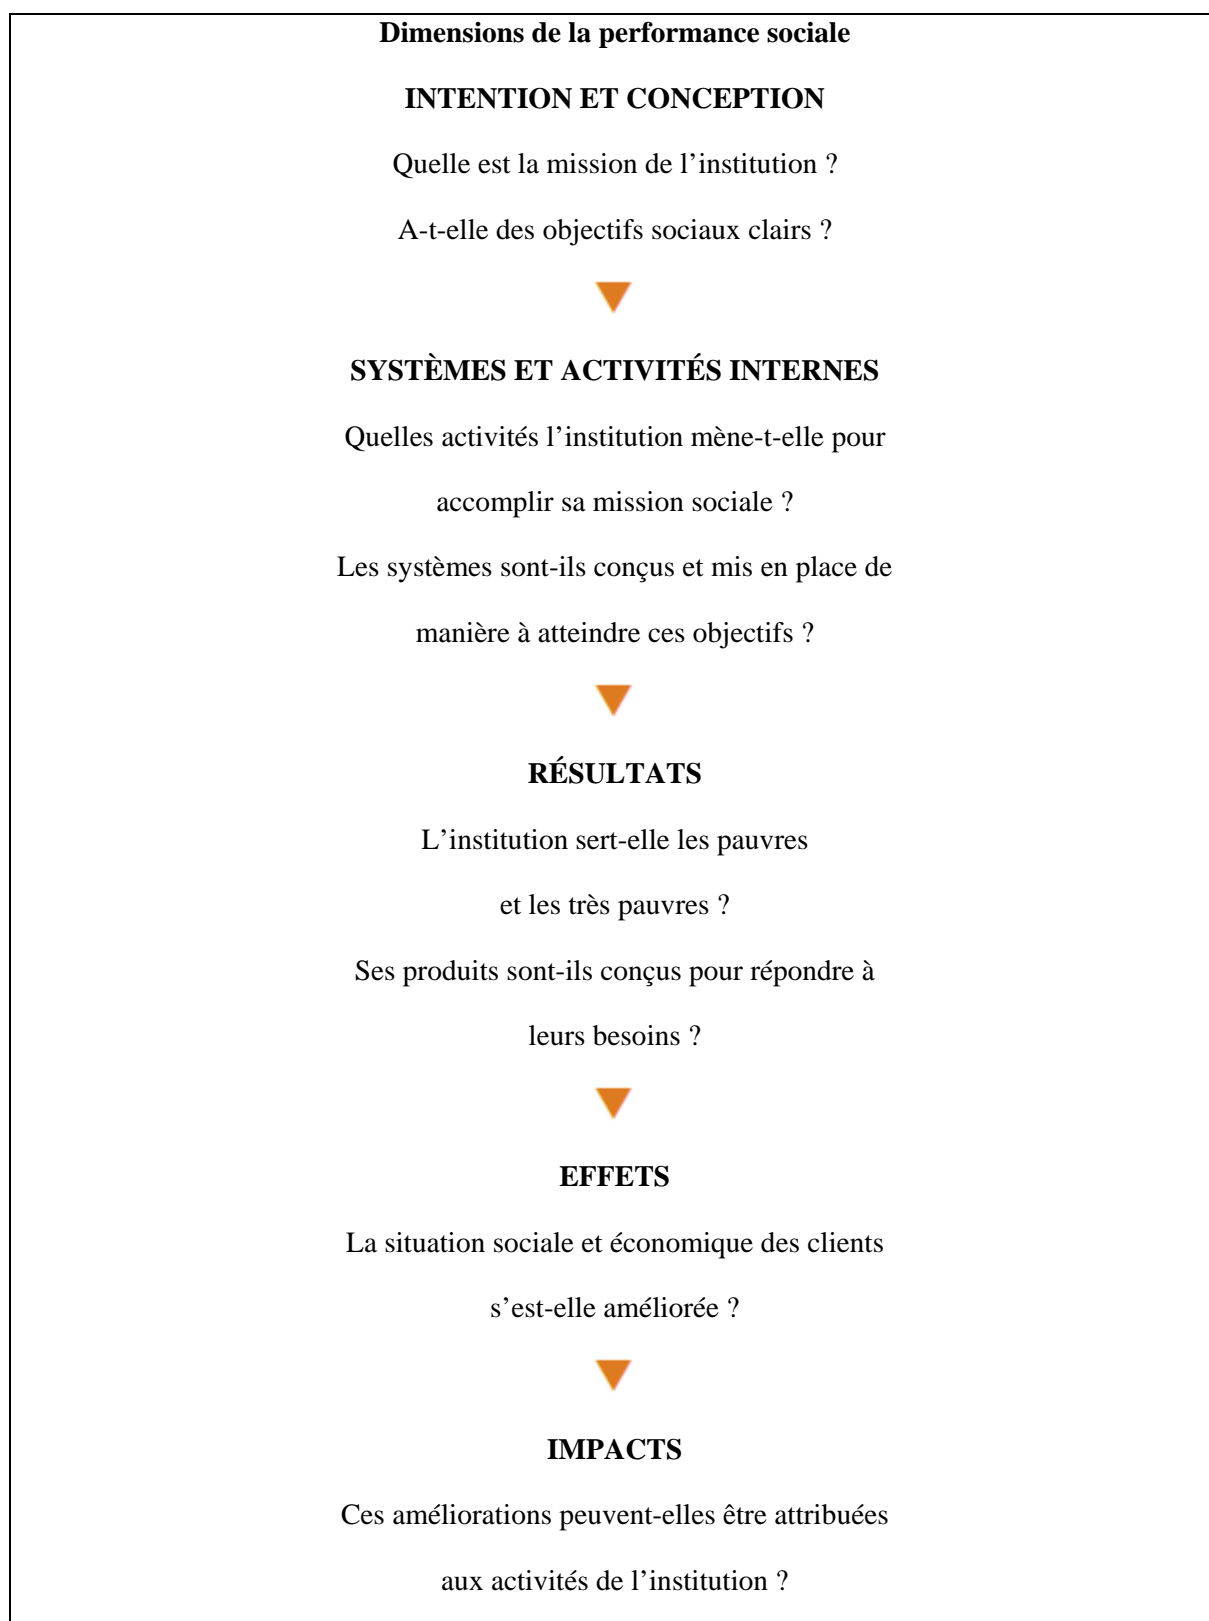 Dimensions de la performance sociale
INTENTION ET CONCEPTION
Quelle est la mission de l’institution ?
A-t-elle des objectifs sociaux clairs ?
SYSTÈMES ET ACTIVITÉS INTERNES
Quelles activités l’institution mène-t-elle pour
accomplir sa mission sociale ?
Les systèmes sont-ils conçus et mis en place de
manière à atteindre ces objectifs ?
RÉSULTATS
L’institution sert-elle les pauvres
et les très pauvres ?
Ses produits sont-ils conçus pour répondre à
leurs besoins ?
EFFETS
La situation sociale et économique des clients
s’est-elle améliorée ?
IMPACTS
Ces améliorations peuvent-elles être attribuées
aux activités de l’institution ?